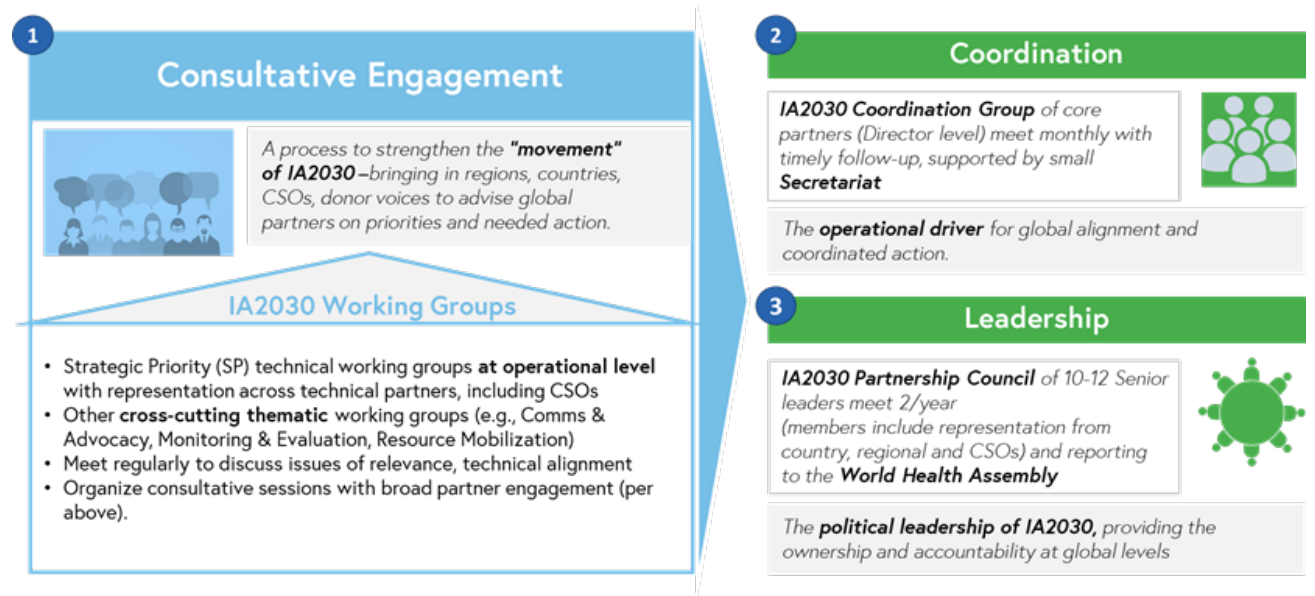 1
Consultative Engagement
A process to strengthen the "movement"
of IA2030 –bringing in regions, countries,
CSOs, donor voices to advise global
partners on priorities and needed action.
IA2030 Working Groups
• Strategic Priority (SP) technical working groups at operational level
with representation across technical partners, including CSOs
• Other cross-cutting thematic working groups (e.g., Comms &
Advocacy, Monitoring & Evaluation, Resource Mobilization)
• Meet regularly to discuss issues of relevance, technical alignment
• Organize consultative sessions with broad partner engagement (per
above).
2
Coordination
IA2030 Coordination Group of core
partners (Director level) meet monthly with
timely follow-up, supported by small
Secretariat
The operational driver for global alignment and
coordinated action.
3
Leadership
IA2030 Partnership Council of 10-12 Senior
leaders meet 2/year
(members include representation from
country, regional and CSOs) and reporting
to the World Health Assembly
The political leadership of IA2030, providing the
ownership and accountability at global levels